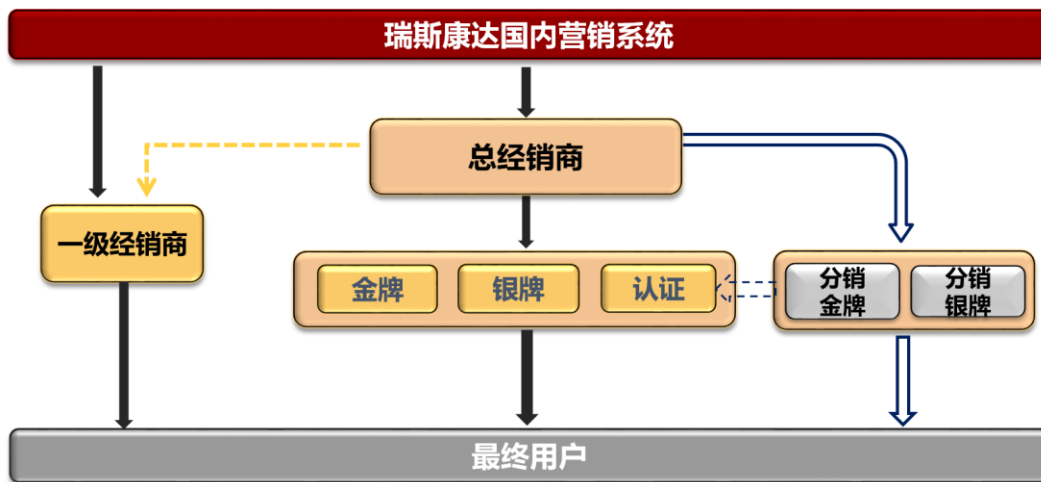 瑞斯康达国内营销系统
总经销商
一级经销商
金牌
银牌
认证
分销
金牌
分销
银牌
最终用户